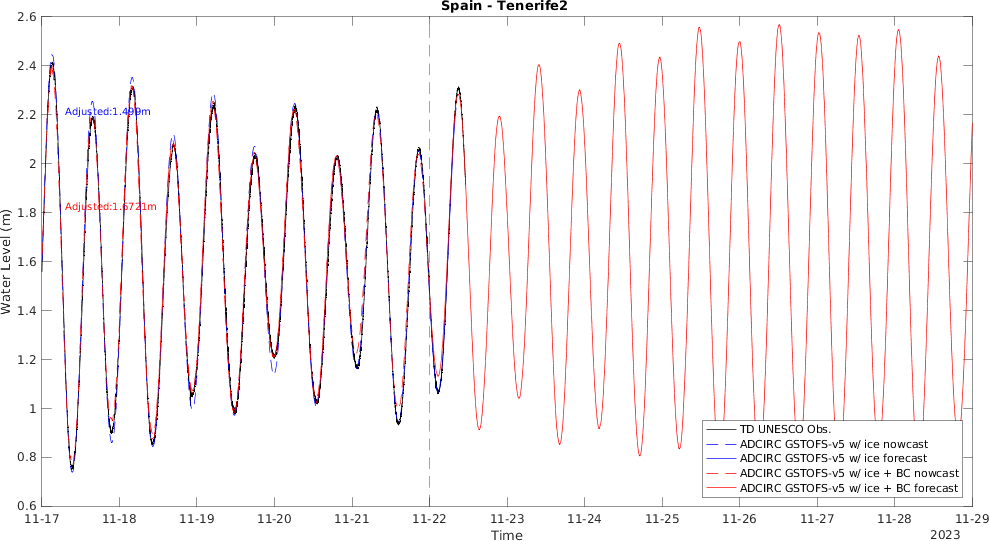 Spain - Tenerife2
2.6
2.4
2.2
2
1.8
1.6
1.4
1.2
1
0.8
0.6
Water Level (m)
Adjusted:1.499m
Adjusted:1.6721m
TD UNESCO Obs.
ADCIRC GSTOFS-v5 w/ ice nowcast
ADCIRC GSTOFS-v5 w/ ice forecast
ADCIRC GSTOFS-v5 w/ ice + BC nowcast
ADCIRC GSTOFS-v5 w/ ice + BC forecast
11-17 11-18 11-19 11-20 11-21 11-22 11-23 11-24 11-25 11-26 11-27 11-28 11-29
Time
2023